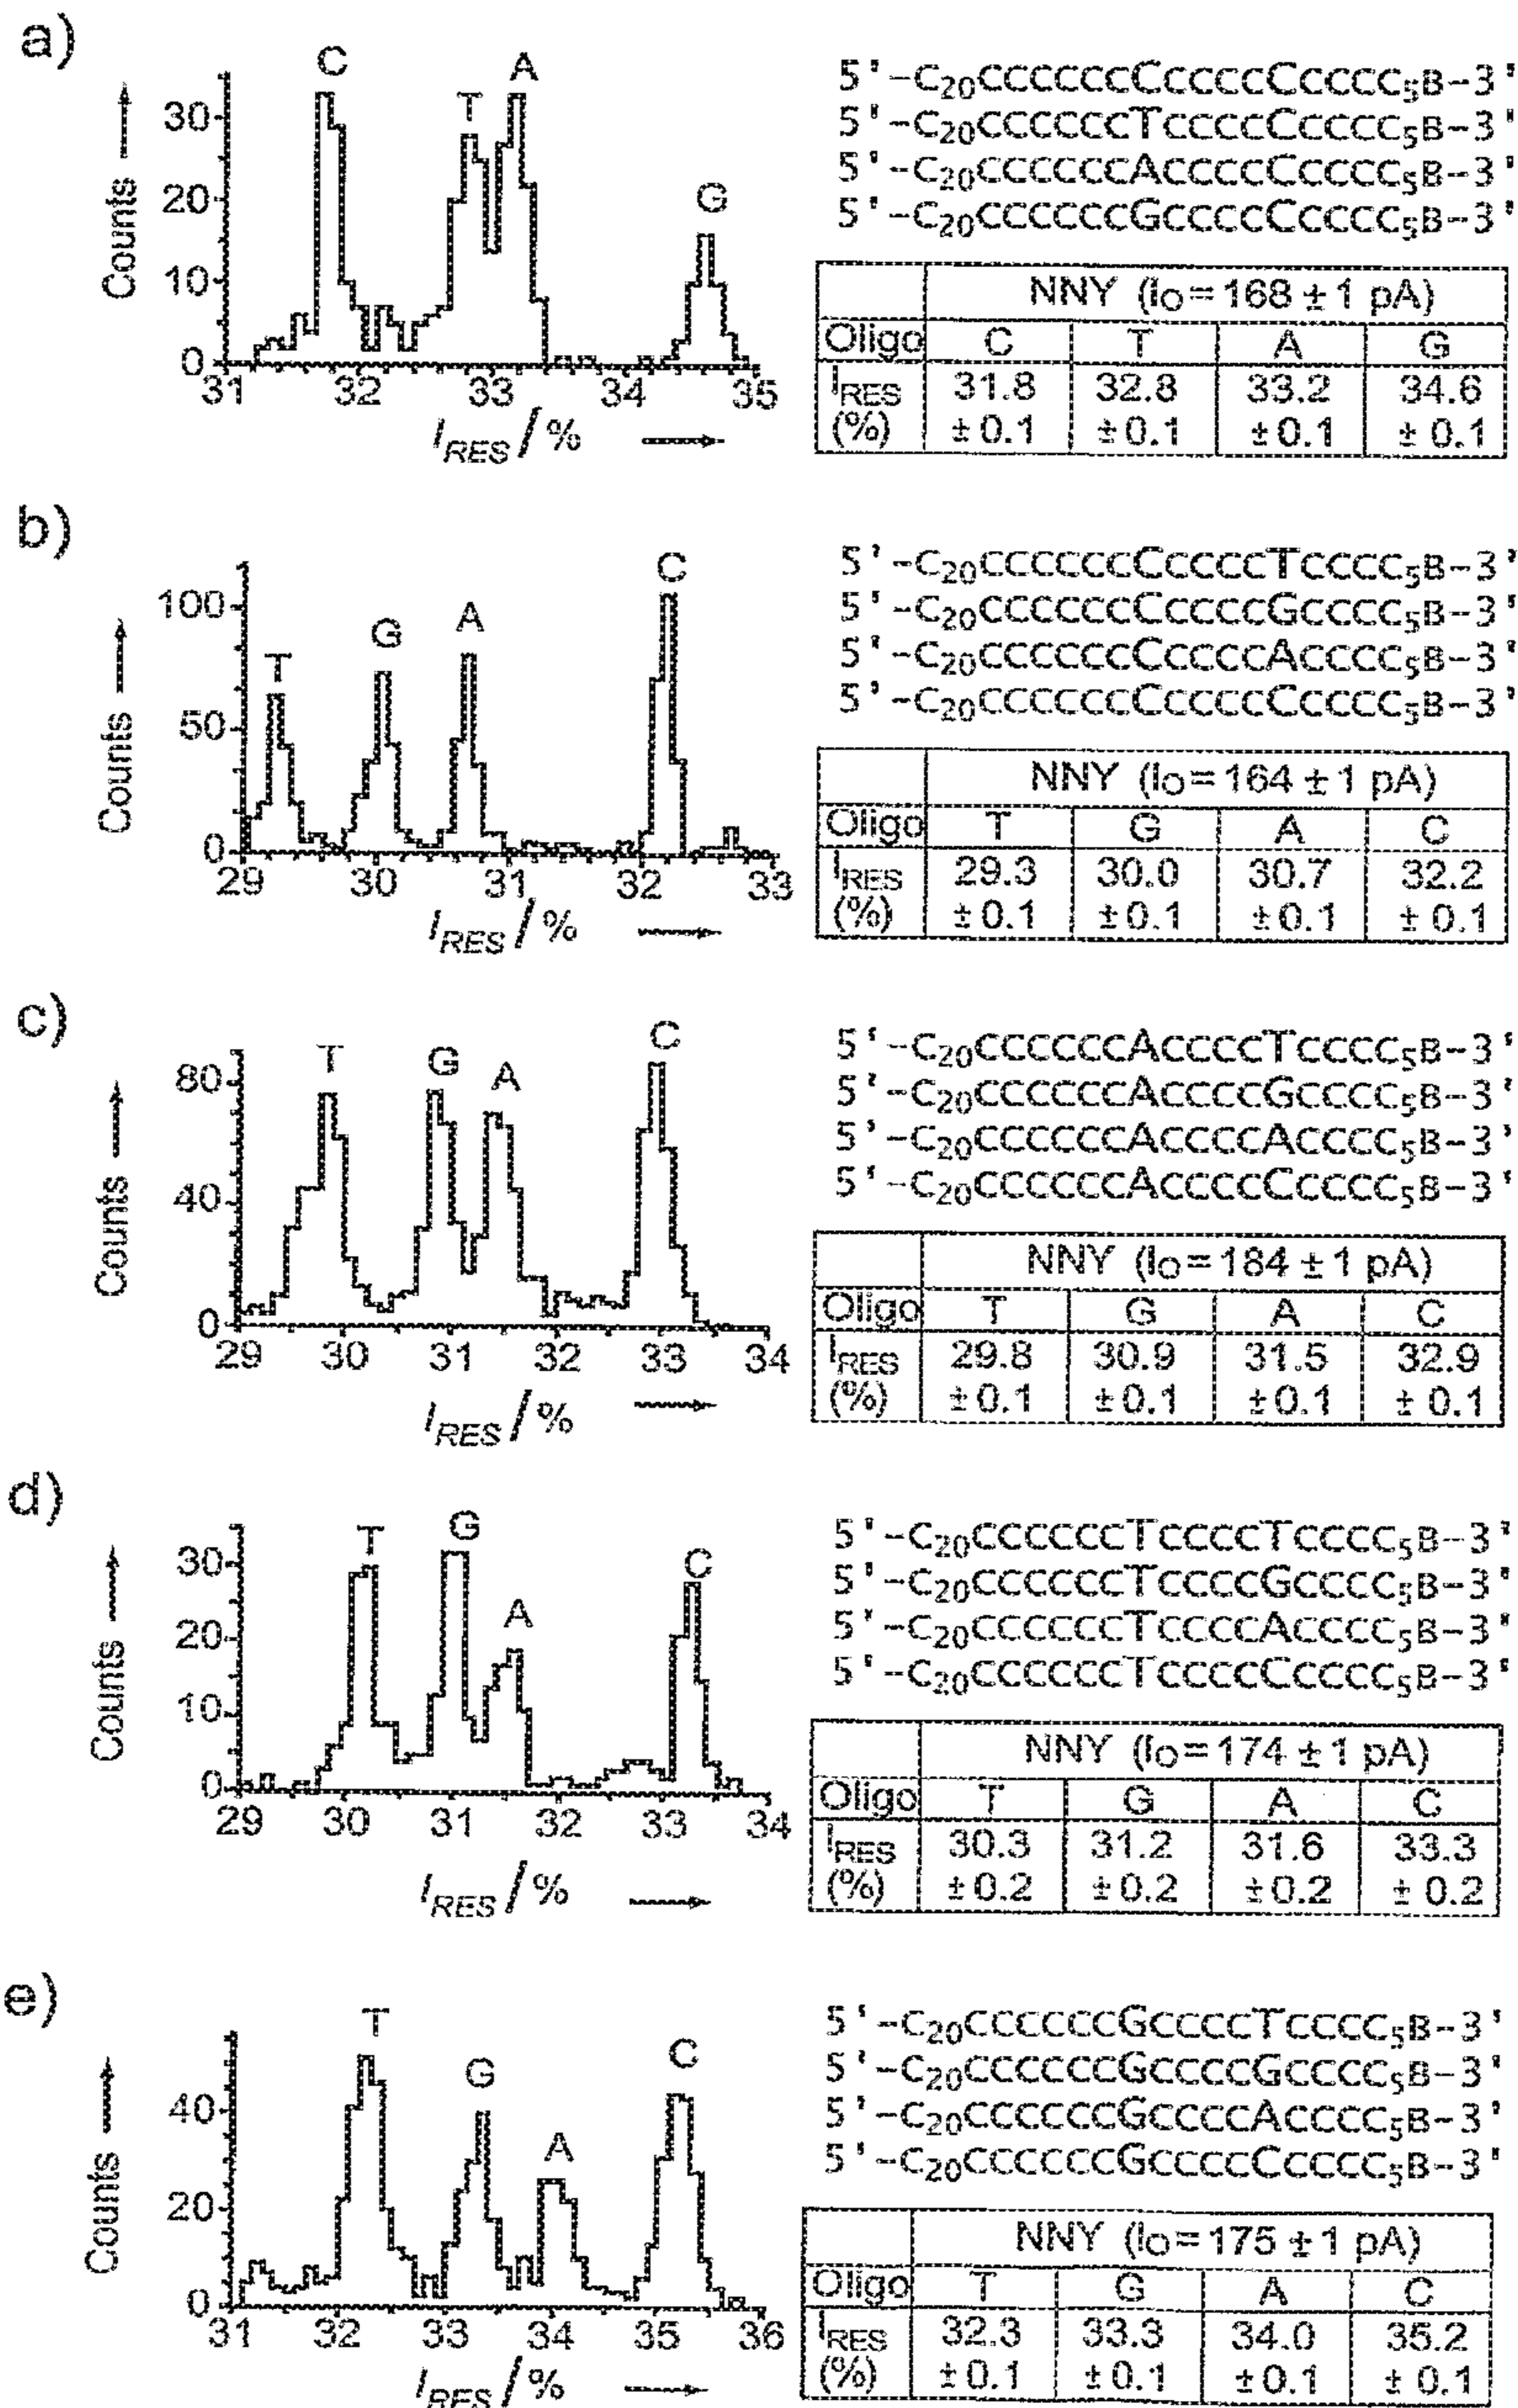 a)
Counts
30
20
10
0
C
T
A
G
31 32 33 34 35
I_RES / %
5'-C₂₀CCCCCCCCCCCCCCCC₅B-3'
5'-C₂₀CCCCCCTCCCCCCCCC₅B-3'
5'-C₂₀CCCCCCACCCCCCCCC₅B-3'
5'-C₂₀CCCCCCGCCCCCCCCC₅B-3'
NNY (I_O = 168 ± 1 pA)
Oligo C T A G
I_RES (%) 31.8 32.8 33.2 34.6
± 0.1 ± 0.1 ± 0.1 ± 0.1
b)
Counts
100
50
0
T
G
A
C
29 30 31 32 33
I_RES / %
5'-C₂₀CCCCCCCCCCCTCCCC₅B-3'
5'-C₂₀CCCCCCCCCCCGCCCC₅B-3'
5'-C₂₀CCCCCCCCCCCACCCC₅B-3'
5'-C₂₀CCCCCCCCCCCCCCCC₅B-3'
NNY (I_O = 164 ± 1 pA)
Oligo T G A C
I_RES (%) 29.3 30.0 30.7 32.2
± 0.1 ± 0.1 ± 0.1 ± 0.1
c)
Counts
80
40
0
T
G
A
C
29 30 31 32 33 34
I_RES / %
5'-C₂₀CCCCCCACCCCTCCCC₅B-3'
5'-C₂₀CCCCCCACCCCGCCCC₅B-3'
5'-C₂₀CCCCCCACCCCACCCC₅B-3'
5'-C₂₀CCCCCCACCCCCCCCC₅B-3'
NNY (I_O = 184 ± 1 pA)
Oligo T G A C
I_RES (%) 29.8 30.9 31.5 32.9
± 0.1 ± 0.1 ± 0.1 ± 0.1
d)
Counts
30
20
10
0
T
G
A
C
29 30 31 32 33 34
I_RES / %
5'-C₂₀CCCCCCTCCCCTCCCC₅B-3'
5'-C₂₀CCCCCCTCCCCGCCCC₅B-3'
5'-C₂₀CCCCCCTCCCCACCCC₅B-3'
5'-C₂₀CCCCCCTCCCCCCCCC₅B-3'
NNY (I_O = 174 ± 1 pA)
Oligo T G A C
I_RES (%) 30.3 31.2 31.6 33.3
± 0.2 ± 0.2 ± 0.2 ± 0.2
e)
Counts
40
20
0
T
G
A
C
31 32 33 34 35 36
I_RES / %
5'-C₂₀CCCCCCGCCCCTCCCC₅B-3'
5'-C₂₀CCCCCCGCCCCGCCCC₅B-3'
5'-C₂₀CCCCCCGCCCCACCCC₅B-3'
5'-C₂₀CCCCCCGCCCCCCCCC₅B-3'
NNY (I_O = 175 ± 1 pA)
Oligo T G A C
I_RES (%) 32.3 33.3 34.0 35.2
± 0.1 ± 0.1 ± 0.1 ± 0.1